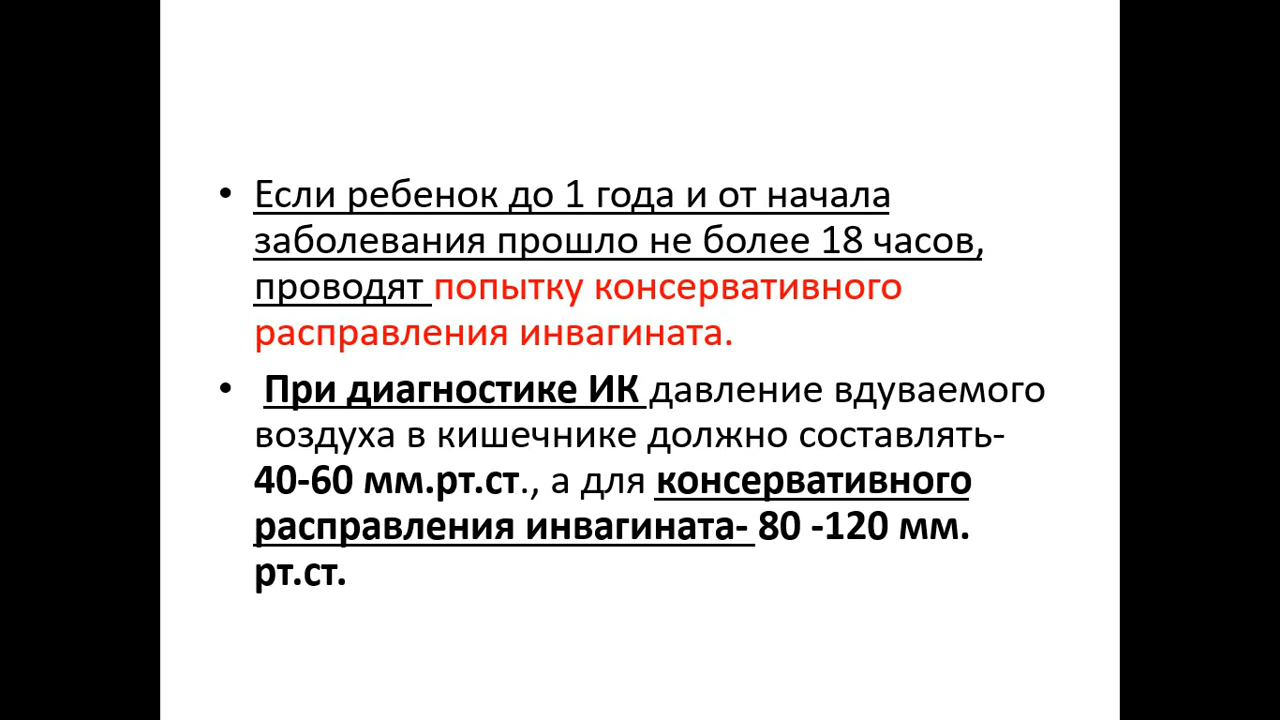 • Если ребенок до 1 года и от начала
заболевания прошло не более 18 часов,
проводят попытку консервативного
расправления инвагината.
• При диагностике ИК давление вдуваемого
воздуха в кишечнике должно составлять-
40-60 мм.рт.ст., а для консервативного
расправления инвагината- 80 -120 мм.
рт.ст.